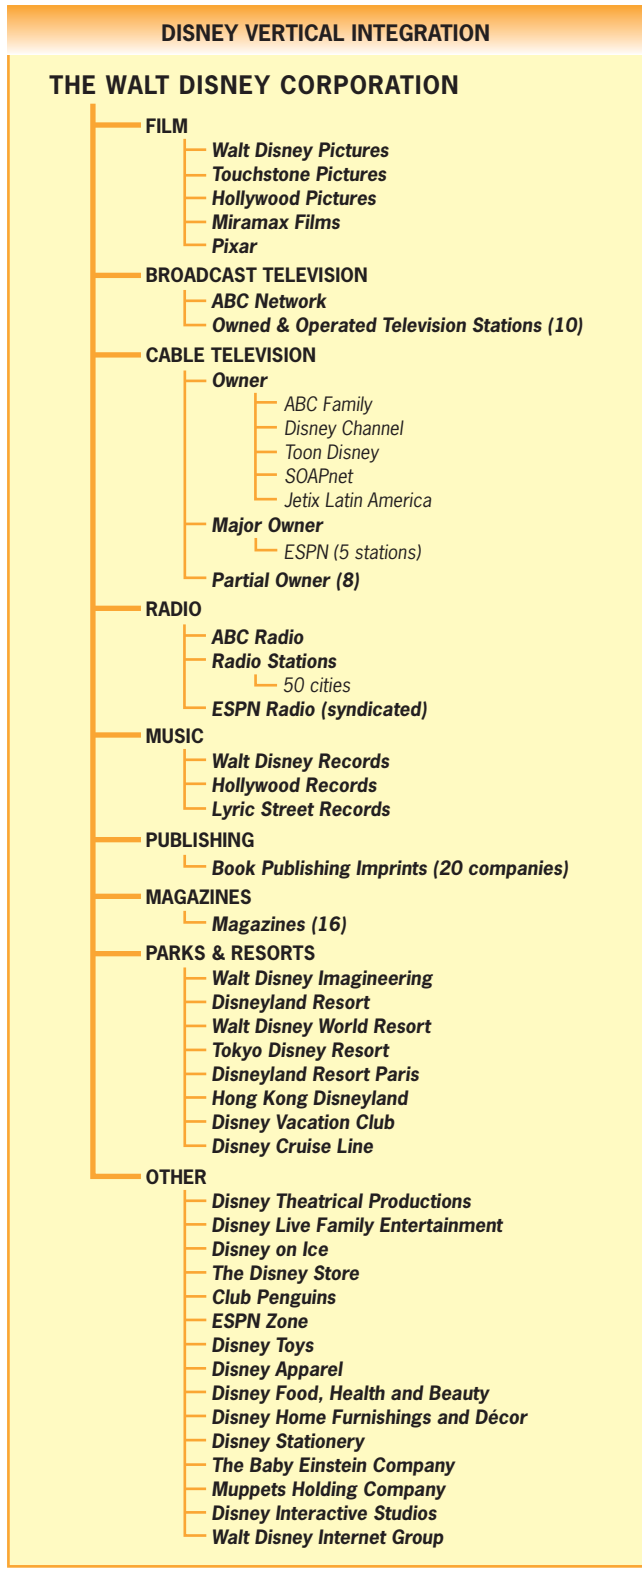 DISNEY VERTICAL INTEGRATION
THE WALT DISNEY CORPORATION
FILM
Walt Disney Pictures
Touchstone Pictures
Hollywood Pictures
Miramax Films
Pixar
BROADCAST TELEVISION
ABC Network
Owned & Operated Television Stations (10)
CABLE TELEVISION
Owner
ABC Family
Disney Channel
Toon Disney
SOAPnet
Jetix Latin America
Major Owner
ESPN (5 stations)
Partial Owner (8)
RADIO
ABC Radio
Radio Stations
50 cities
ESPN Radio (syndicated)
MUSIC
Walt Disney Records
Hollywood Records
Lyric Street Records
PUBLISHING
Book Publishing Imprints (20 companies)
MAGAZINES
Magazines (16)
PARKS & RESORTS
Walt Disney Imagineering
Disneyland Resort
Walt Disney World Resort
Tokyo Disney Resort
Disneyland Resort Paris
Hong Kong Disneyland
Disney Vacation Club
Disney Cruise Line
OTHER
Disney Theatrical Productions
Disney Live Family Entertainment
Disney on Ice
The Disney Store
Club Penguins
ESPN Zone
Disney Toys
Disney Apparel
Disney Food, Health and Beauty
Disney Home Furnishings and Décor
Disney Stationery
The Baby Einstein Company
Muppets Holding Company
Disney Interactive Studios
Walt Disney Internet Group